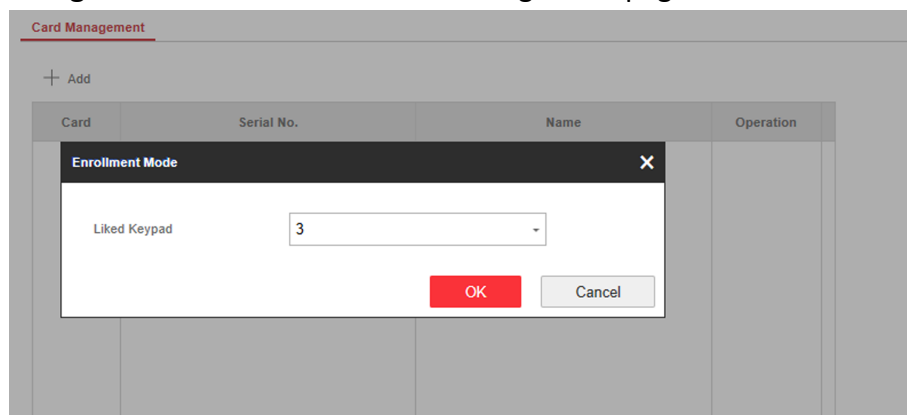 Card Management
+ Add
Card Serial No. Name Operation
Enrollment Mode
Liked Keypad 3
OK Cancel